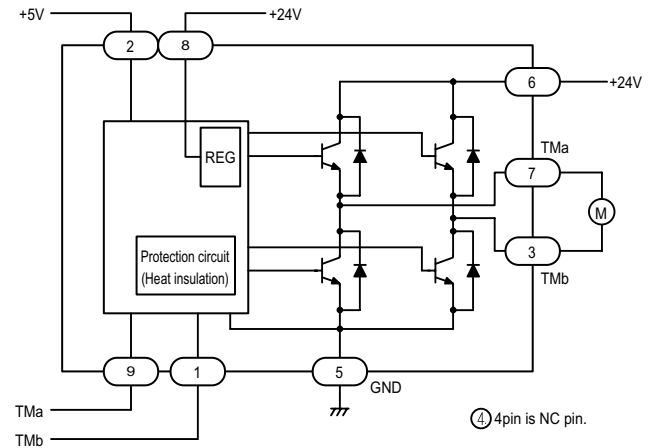 +5V
+24V
2
8
6
+24V
REG
TMa
7
M
Protection circuit
(Heat insulation)
3
TMb
9
1
5
GND
TMa
TMb
4 4pin is NC pin.